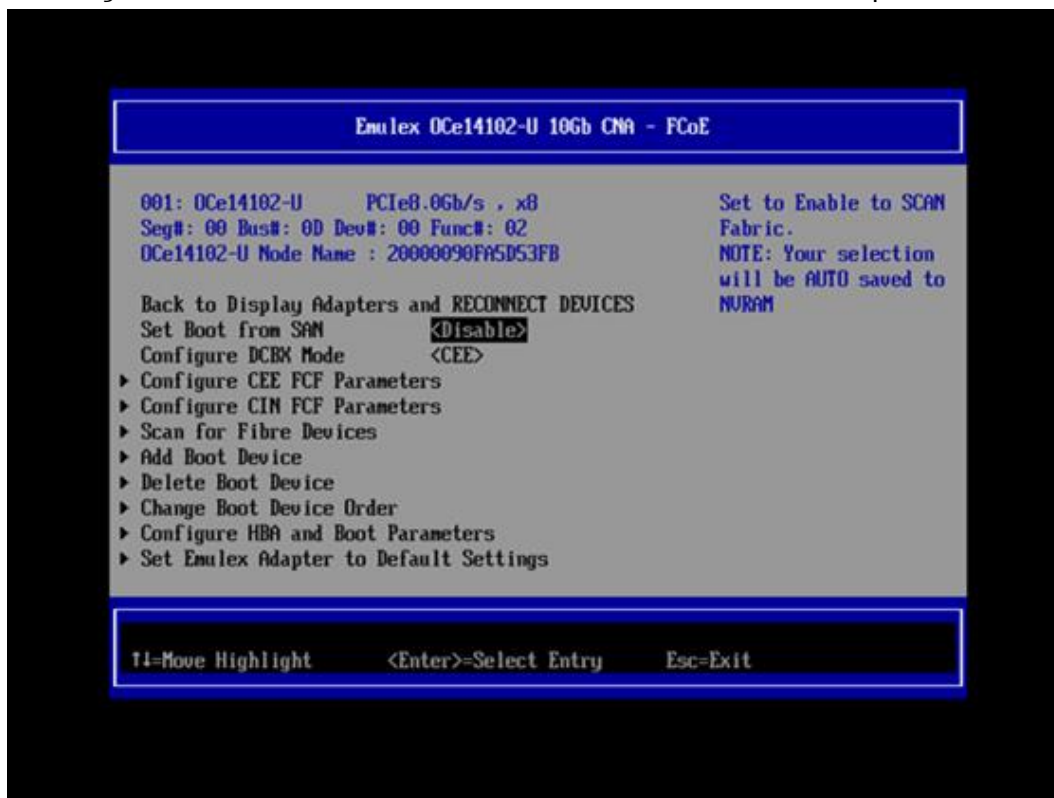 Emulex OCe14102-U 10Gb CNA - FCoE
001: OCe14102-U PCIe8.0Gb/s , x8
Seg#: 00 Bus#: 0D Dev#: 00 Func#: 02
OCe14102-U Node Name : 20000090FA5D53FB
Set to Enable to SCAN
Fabric.
NOTE: Your selection
will be AUTO saved to
NVRAM
Back to Display Adapters and RECONNECT DEVICES
Set Boot from SAN <Disable>
Configure DCBX Mode <CEE>
▶ Configure CEE FCF Parameters
▶ Configure CIN FCF Parameters
▶ Scan for Fibre Devices
▶ Add Boot Device
▶ Delete Boot Device
▶ Change Boot Device Order
▶ Configure HBA and Boot Parameters
▶ Set Emulex Adapter to Default Settings
↑↓=Move Highlight <Enter>=Select Entry Esc=Exit